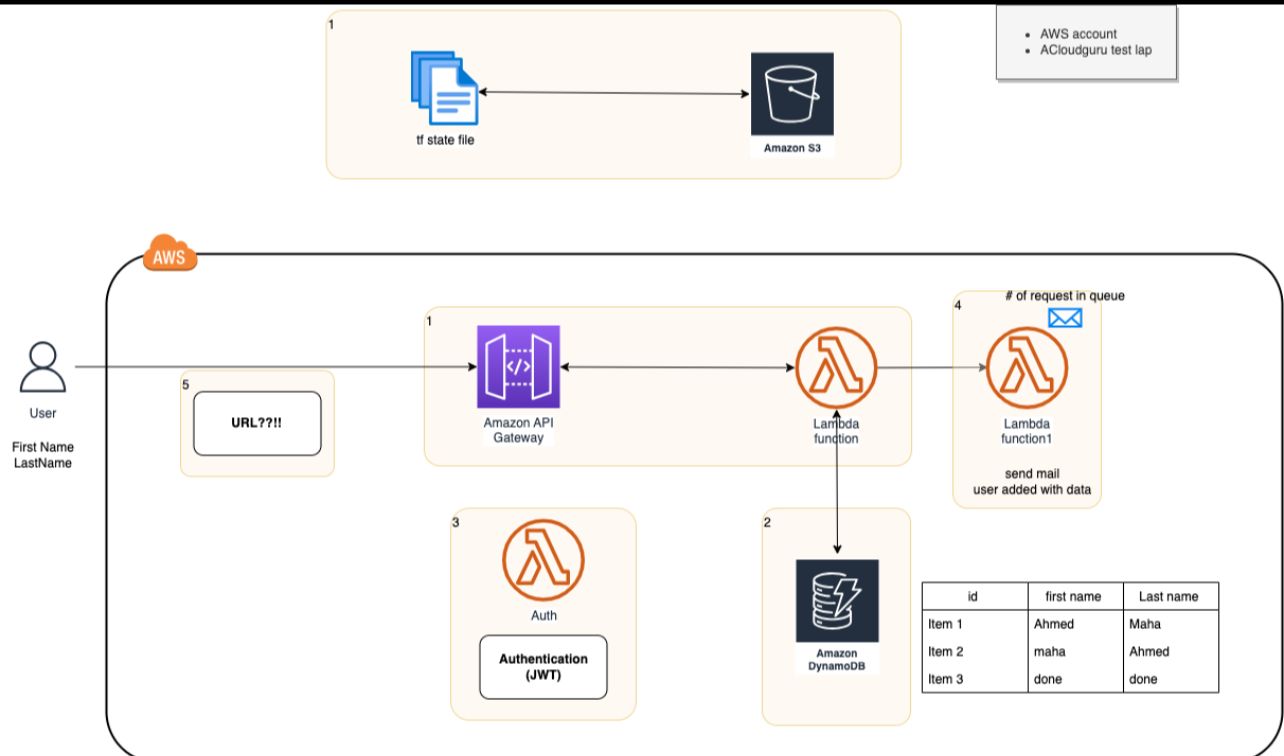 1
tf state file
Amazon S3
• AWS account
• ACloudguru test lap
AWS
User
First Name
LastName
5
URL??!!
1
</>
Amazon API
Gateway
Lambda
function
4
# of request in queue
Lambda
function1
send mail
user added with data
3
Auth
Authentication
(JWT)
2
Amazon
DynamoDB
id first name Last name
Item 1 Ahmed Maha
Item 2 maha Ahmed
Item 3 done done